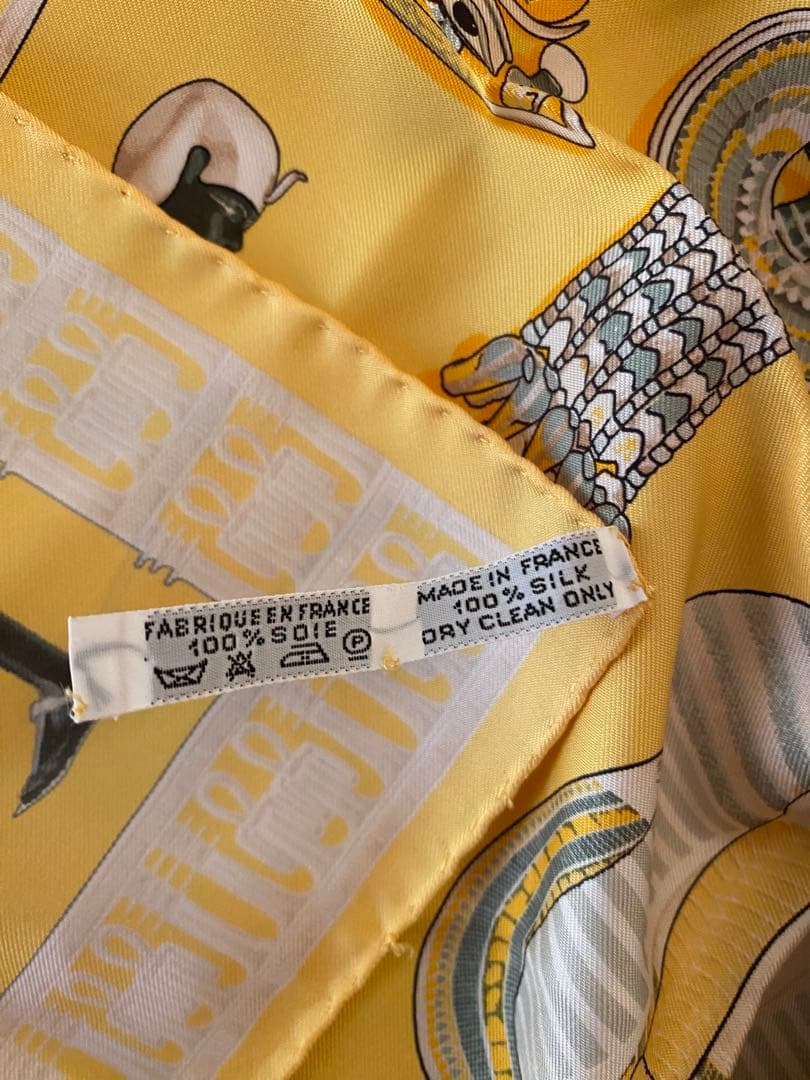 FABRIQUE EN FRANCE
100% SOIE
P
MADE IN FRANCE
100% SILK
DRY CLEAN ONLY